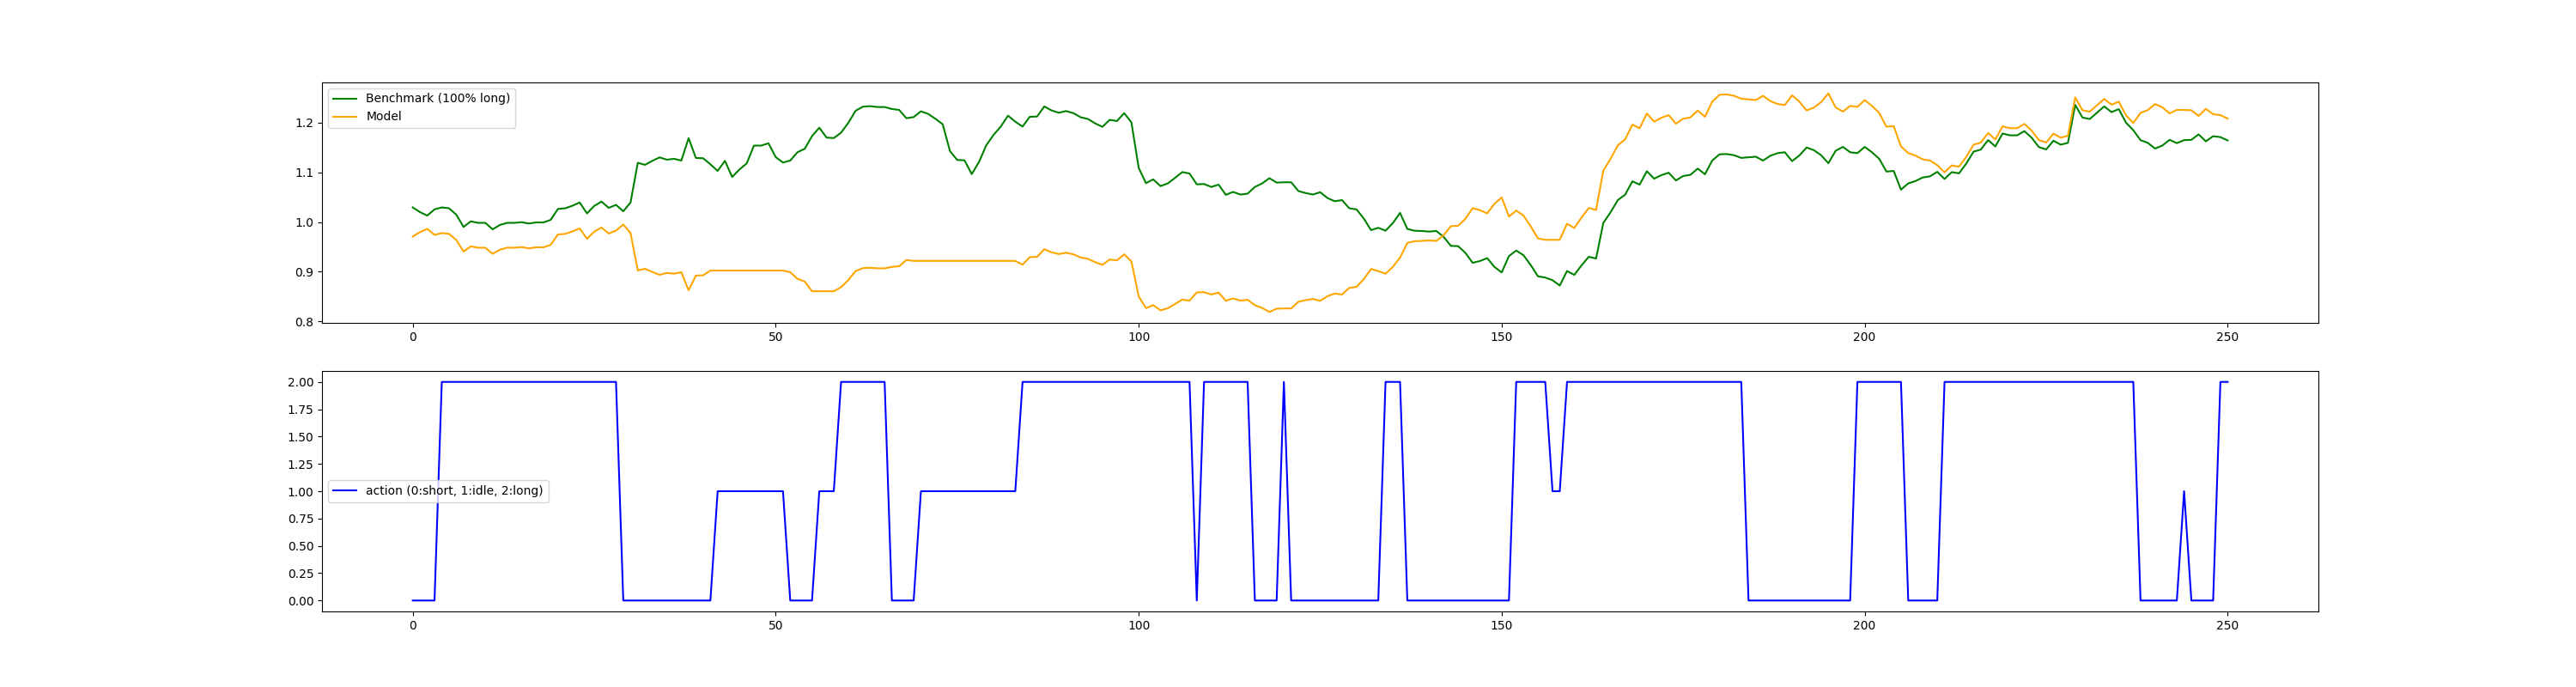 Benchmark (100% long)
Model
1.2
1.1
1.0
0.9
0.8
0 50 100 150 200 250
2.00
1.75
1.50
1.25
1.00
0.75
0.50
0.25
0.00
action (0:short, 1:idle, 2:long)
0 50 100 150 200 250